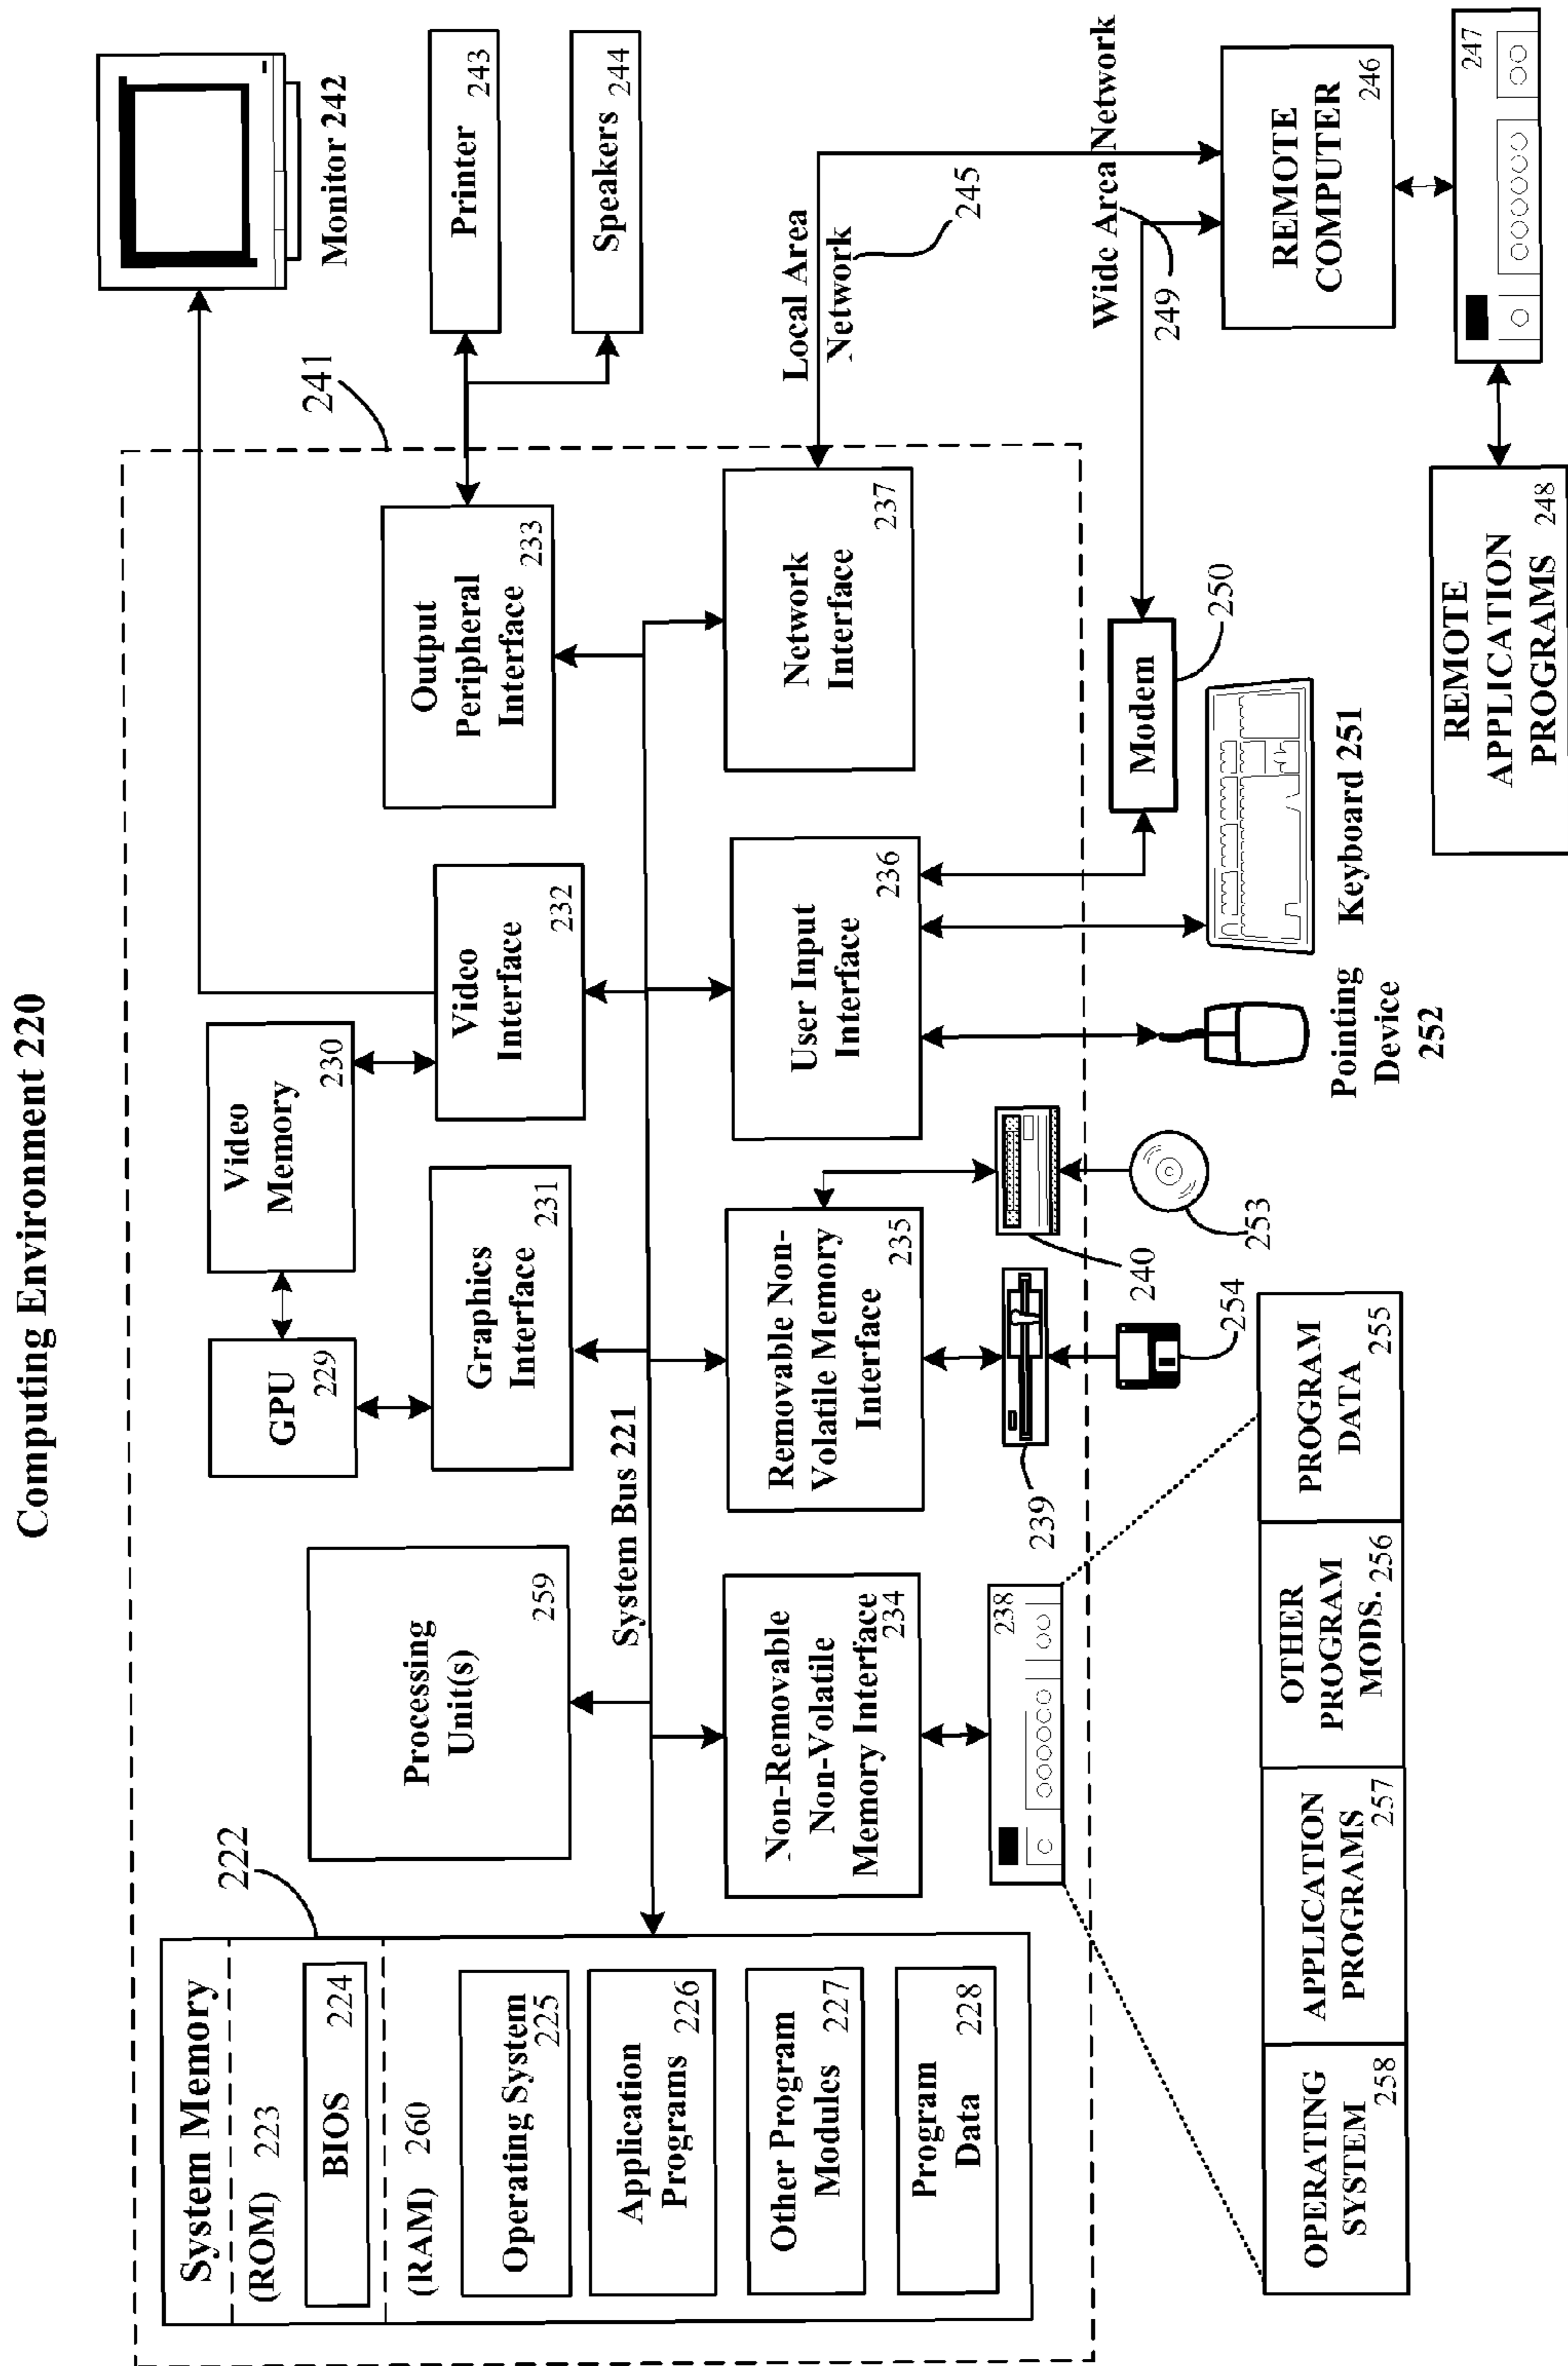 Computing Environment 220
System Memory
(ROM) 223
BIOS 224
(RAM) 260
Operating System
225
Application
Programs 226
Other Program
Modules 227
Program
Data 228
222
Processing
Unit(s)
259
System Bus 221
GPU
229
Video
Memory
230
Graphics
Interface
231
Video
Interface
232
Output
Peripheral
Interface 233
241
Monitor 242
Printer 243
Speakers 244
Non-Removable
Non-Volatile
Memory Interface
234
Removable Non-
Volatile Memory
Interface 235
User Input
Interface 236
Network
Interface 237
Local Area
Network
245
Wide Area Network
249
238
239
240
254
253
Pointing
Device
252
Keyboard 251
Modem
250
REMOTE
COMPUTER
246
247
REMOTE
APPLICATION
PROGRAMS 248
OPERATING
SYSTEM
258
APPLICATION
PROGRAMS
257
OTHER
PROGRAM
MODS. 256
PROGRAM
DATA 255